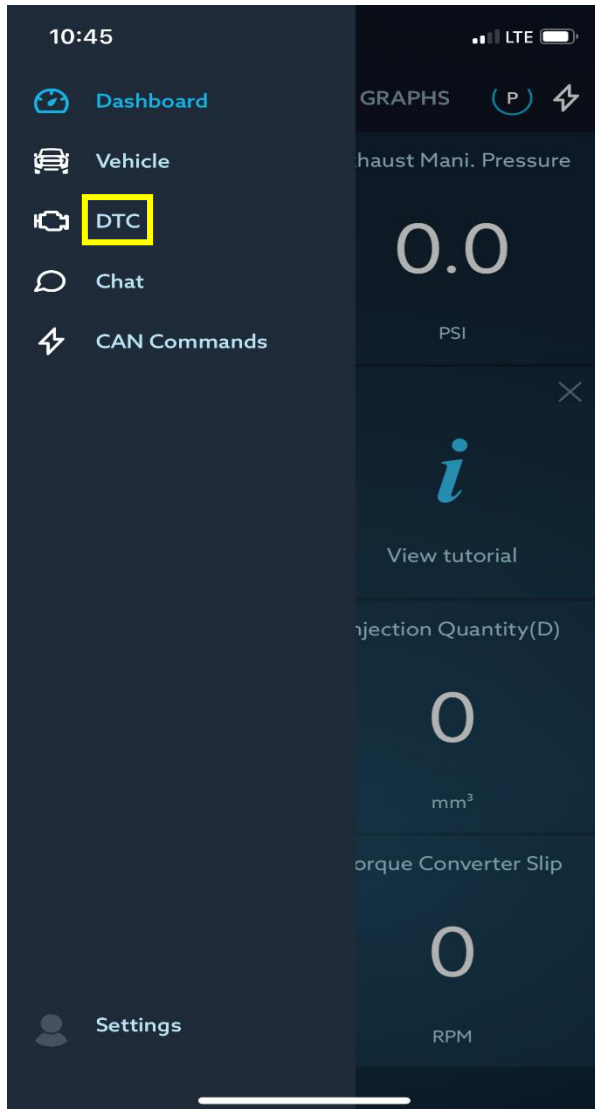 10:45
LTE
Dashboard
GRAPHS
P
Vehicle
haust Mani. Pressure
DTC
0.0
Chat
PSI
CAN Commands
i
View tutorial
njection Quantity(D)
0
mm³
orque Converter Slip
0
Settings
RPM